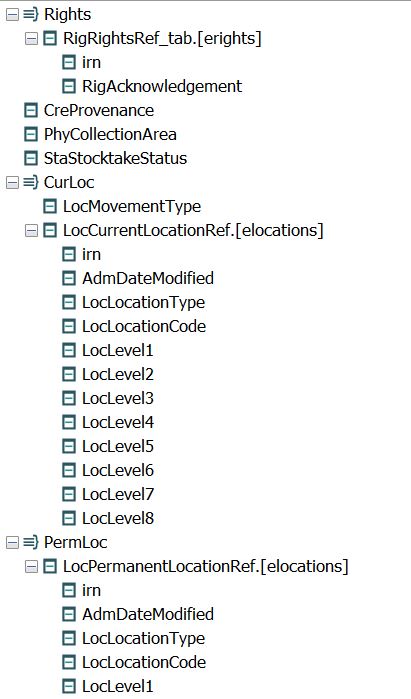 Rights
RigRightsRef_tab.[erights]
irn
RigAcknowledgement
CreProvenance
PhyCollectionArea
StaStocktakeStatus
CurLoc
LocMovementType
LocCurrentLocationRef.[elocations]
irn
AdmDateModified
LocLocationType
LocLocationCode
LocLevel1
LocLevel2
LocLevel3
LocLevel4
LocLevel5
LocLevel6
LocLevel7
LocLevel8
PermLoc
LocPermanentLocationRef.[elocations]
irn
AdmDateModified
LocLocationType
LocLocationCode
LocLevel1